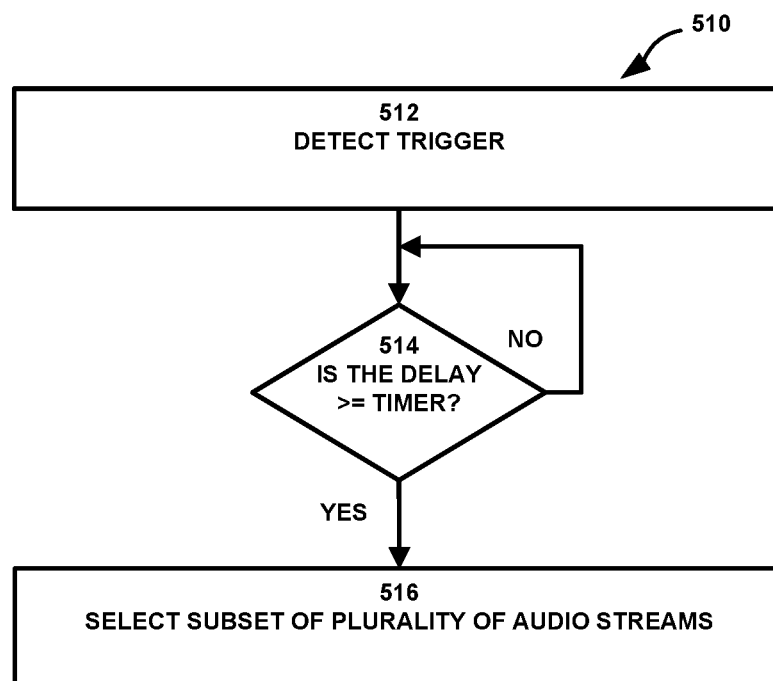 510
512
DETECT TRIGGER
514
IS THE DELAY
>= TIMER?
NO
YES
516
SELECT SUBSET OF PLURALITY OF AUDIO STREAMS